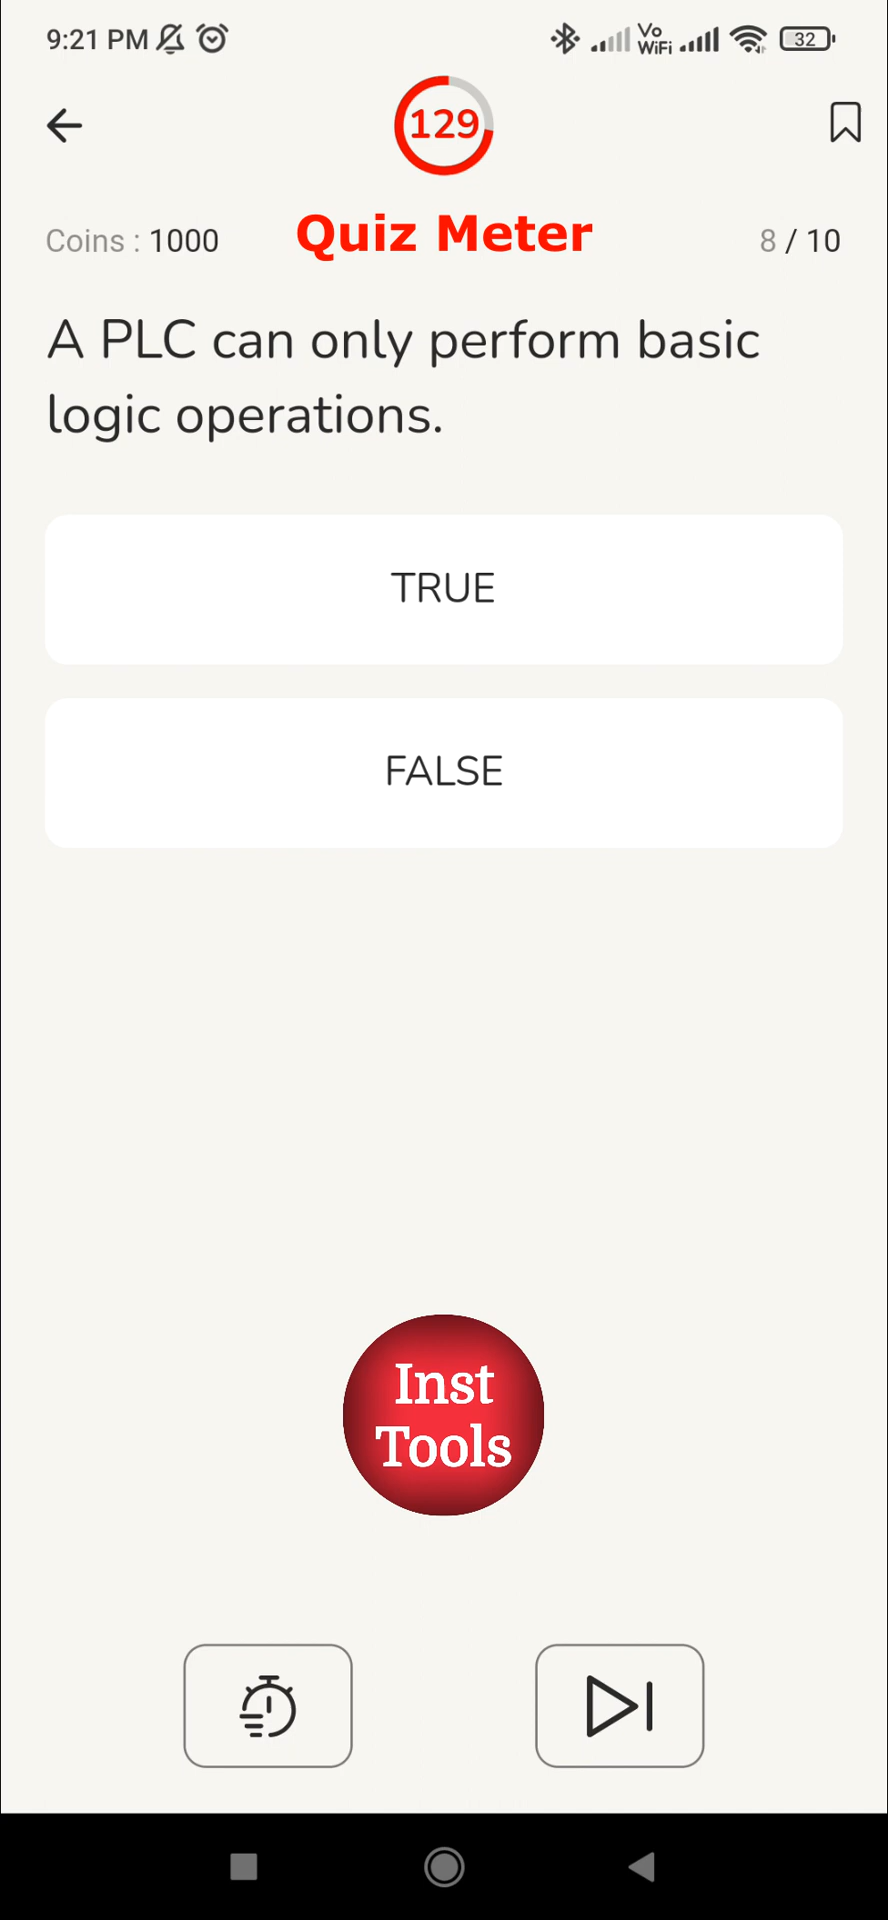 9:21 PM
Vo
WiFi
32
129
Coins : 1000
Quiz Meter
8 / 10
A PLC can only perform basic
logic operations.
TRUE
FALSE
Inst
Tools